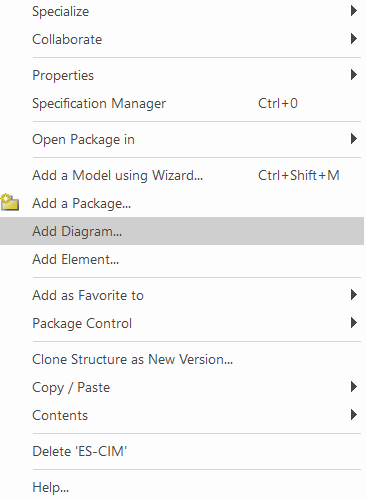 Specialize
Collaborate
Properties
Specification Manager Ctrl+0
Open Package in
Add a Model using Wizard... Ctrl+Shift+M
Add a Package...
Add Diagram...
Add Element...
Add as Favorite to
Package Control
Clone Structure as New Version...
Copy / Paste
Contents
Delete 'ES-CIM'
Help...